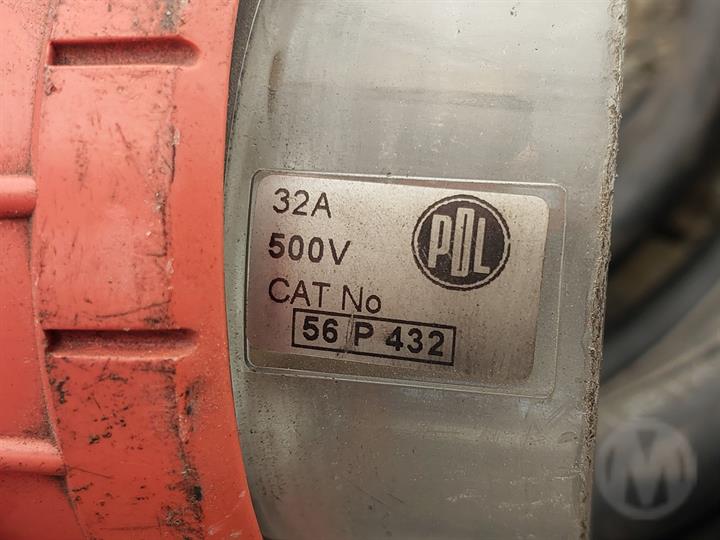 32A
500V
CAT No
56 P 432
PDL
M